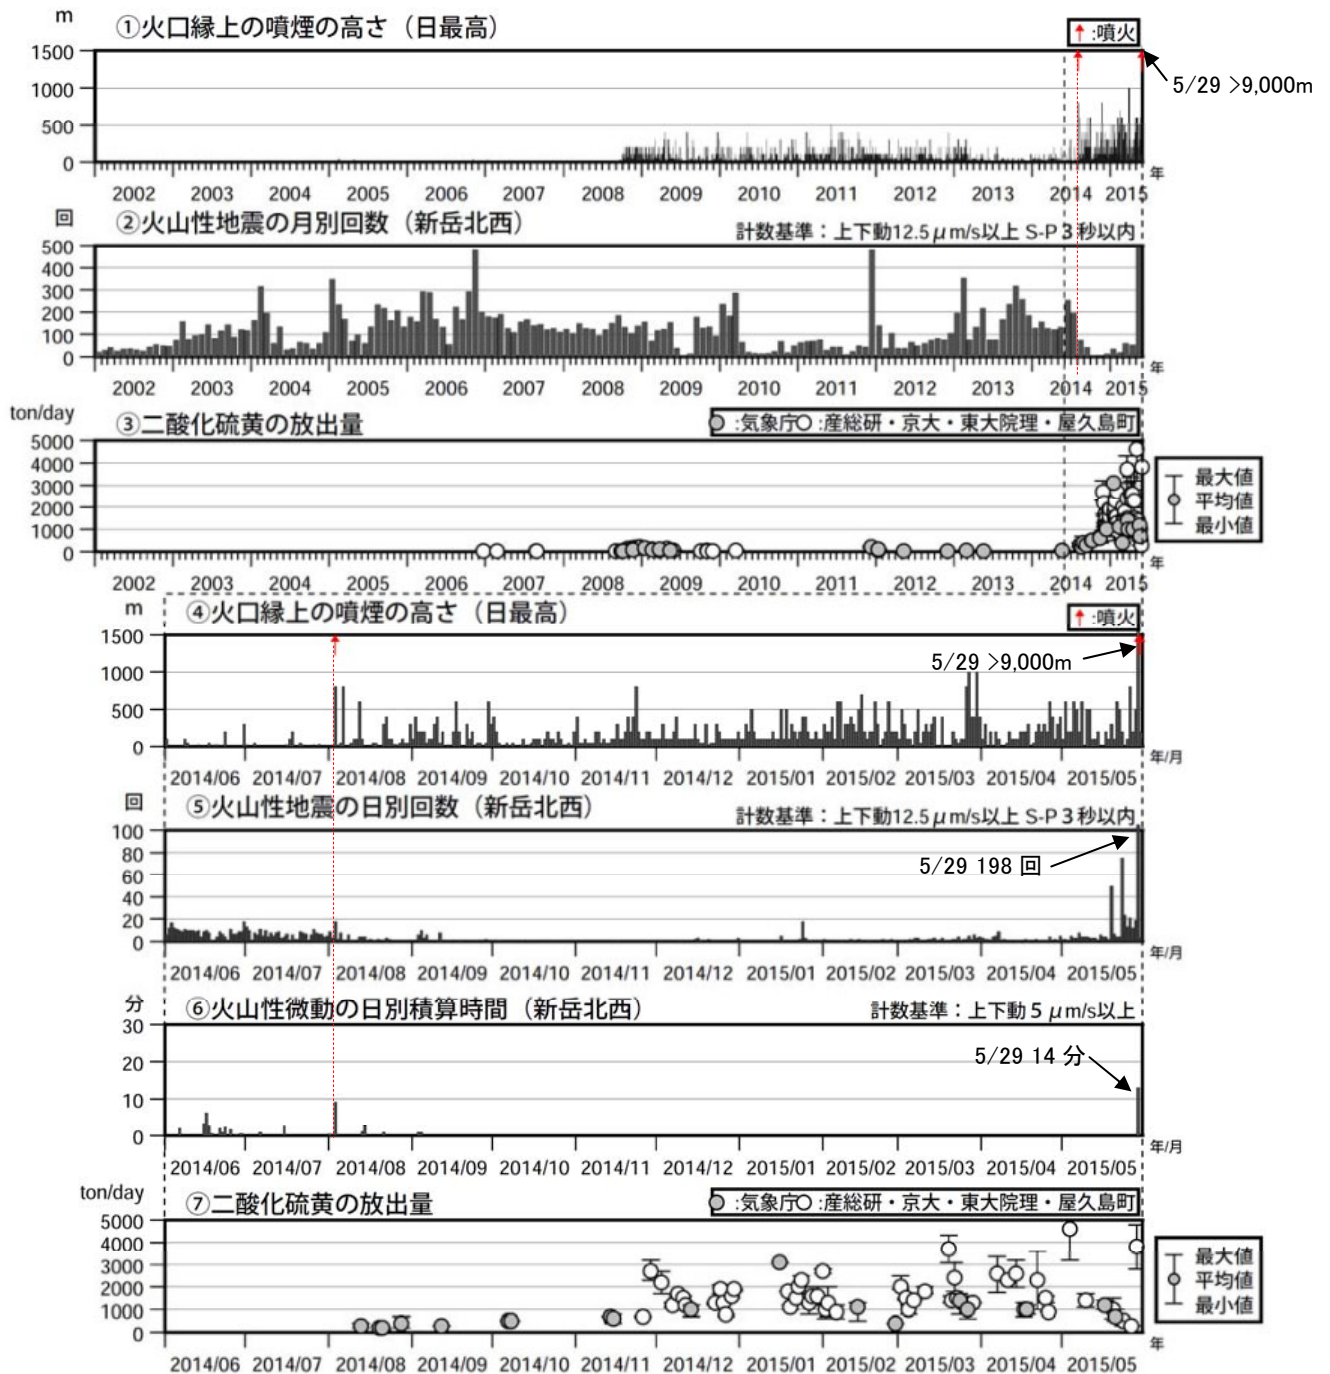 m ①火口縁上の噴煙の高さ（日最高） ↑:噴火
1500
1000
500
0
5/29 >9,000m
2002 2003 2004 2005 2006 2007 2008 2009 2010 2011 2012 2013 2014 2015 年
回 ②火山性地震の月別回数（新岳北西） 計数基準：上下動12.5μm/s以上 S-P 3秒以内
500
400
300
200
100
0
2002 2003 2004 2005 2006 2007 2008 2009 2010 2011 2012 2013 2014 2015 年
ton/day ③二酸化硫黄の放出量 :気象庁 :産総研・京大・東大院理・屋久島町
5000
4000
3000
2000
1000
0
最大値
平均値
最小値
2002 2003 2004 2005 2006 2007 2008 2009 2010 2011 2012 2013 2014 2015 年
m ④火口縁上の噴煙の高さ（日最高） ↑:噴火
1500
1000
500
0
5/29 >9,000m
2014/06 2014/07 2014/08 2014/09 2014/10 2014/11 2014/12 2015/01 2015/02 2015/03 2015/04 2015/05 年/月
回 ⑤火山性地震の日別回数（新岳北西） 計数基準：上下動12.5μm/s以上 S-P 3秒以内
100
80
60
40
20
0
5/29 198 回
2014/06 2014/07 2014/08 2014/09 2014/10 2014/11 2014/12 2015/01 2015/02 2015/03 2015/04 2015/05 年/月
分 ⑥火山性微動の日別積算時間（新岳北西） 計数基準：上下動 5 μm/s以上
30
20
10
0
5/29 14 分
2014/06 2014/07 2014/08 2014/09 2014/10 2014/11 2014/12 2015/01 2015/02 2015/03 2015/04 2015/05 年/月
ton/day ⑦二酸化硫黄の放出量 :気象庁 :産総研・京大・東大院理・屋久島町
5000
4000
3000
2000
1000
0
最大値
平均値
最小値
2014/06 2014/07 2014/08 2014/09 2014/10 2014/11 2014/12 2015/01 2015/02 2015/03 2015/04 2015/05 年